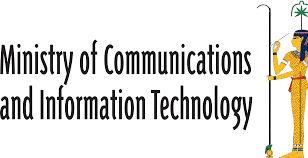 Ministry of Communications
and Information Technology